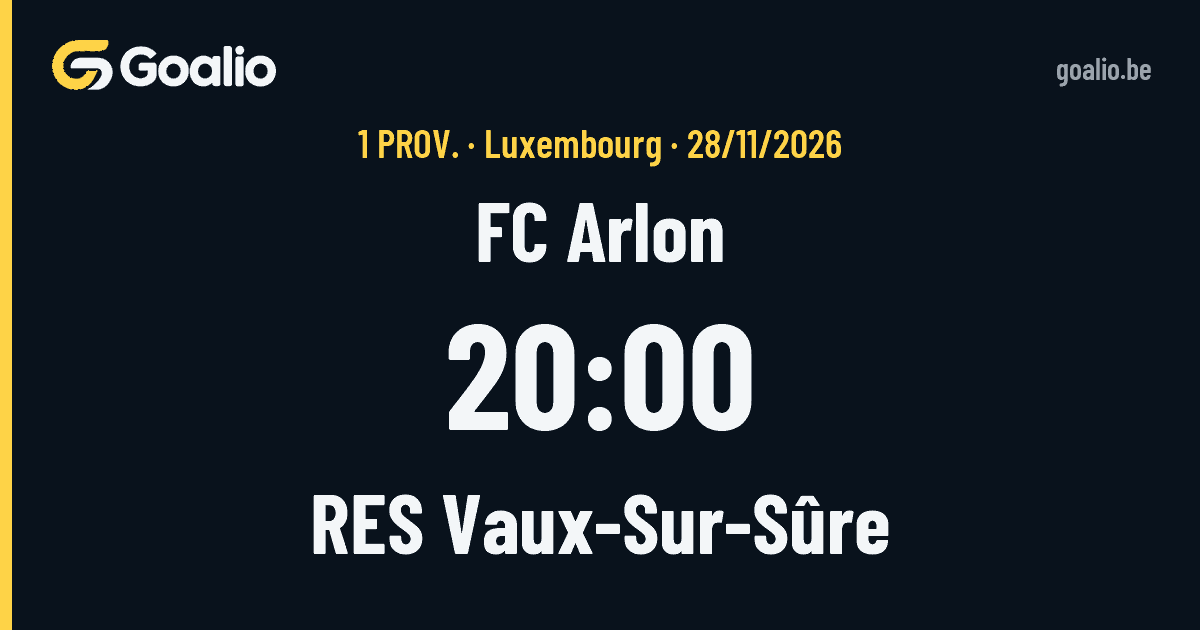 Goalio
goalio.be
1 PROV. · Luxembourg · 28/11/2026
FC Arlon
20:00
RES Vaux-Sur-Sûre